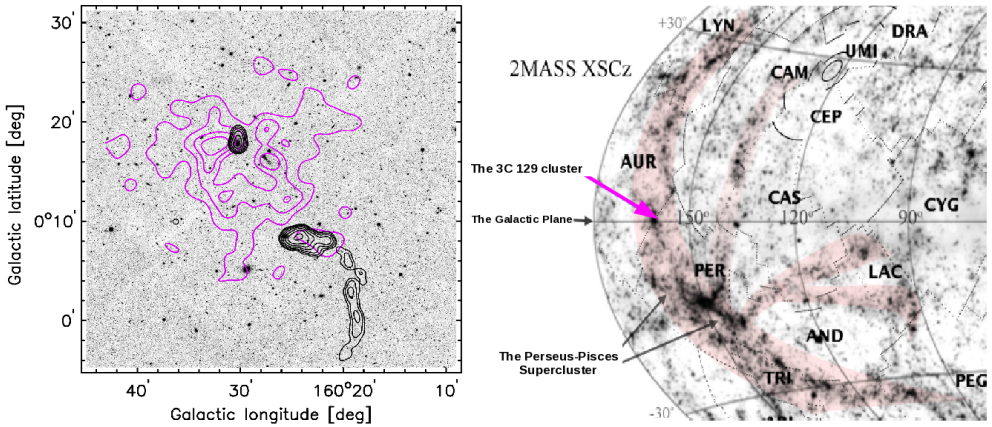 30'
20'
0°10'
0'
Galactic latitude [deg]
40'
30'
160°20'
10'
Galactic longitude [deg]
+30°
LYN
DRA
UMI
2MASS XSCz
CAM
CEP
The 3C 129 cluster
AUR
CAS
CYG
The Galactic Plane
150°
120°
90°
PER
LAC
AND
The Perseus-Pisces
Supercluster
TRI
PEG
-30°